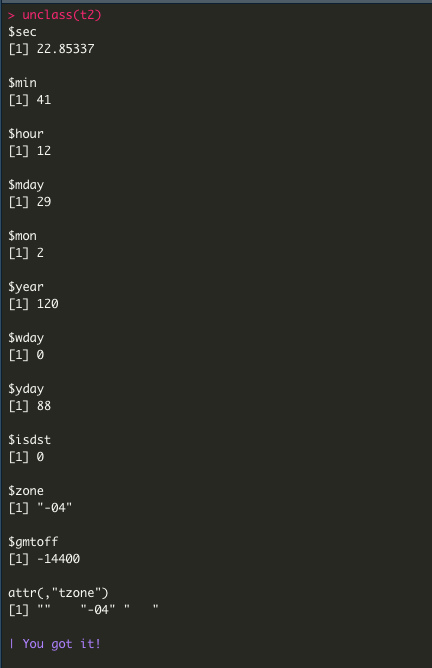 > unclass(t2)
$sec
[1] 22.85337
$min
[1] 41
$hour
[1] 12
$mday
[1] 29
$mon
[1] 2
$year
[1] 120
$wday
[1] 0
$yday
[1] 88
$isdst
[1] 0
$zone
[1] "-04"
$gmtoff
[1] -14400
attr(,"tzone")
[1] ""    "-04" "   "
| You got it!